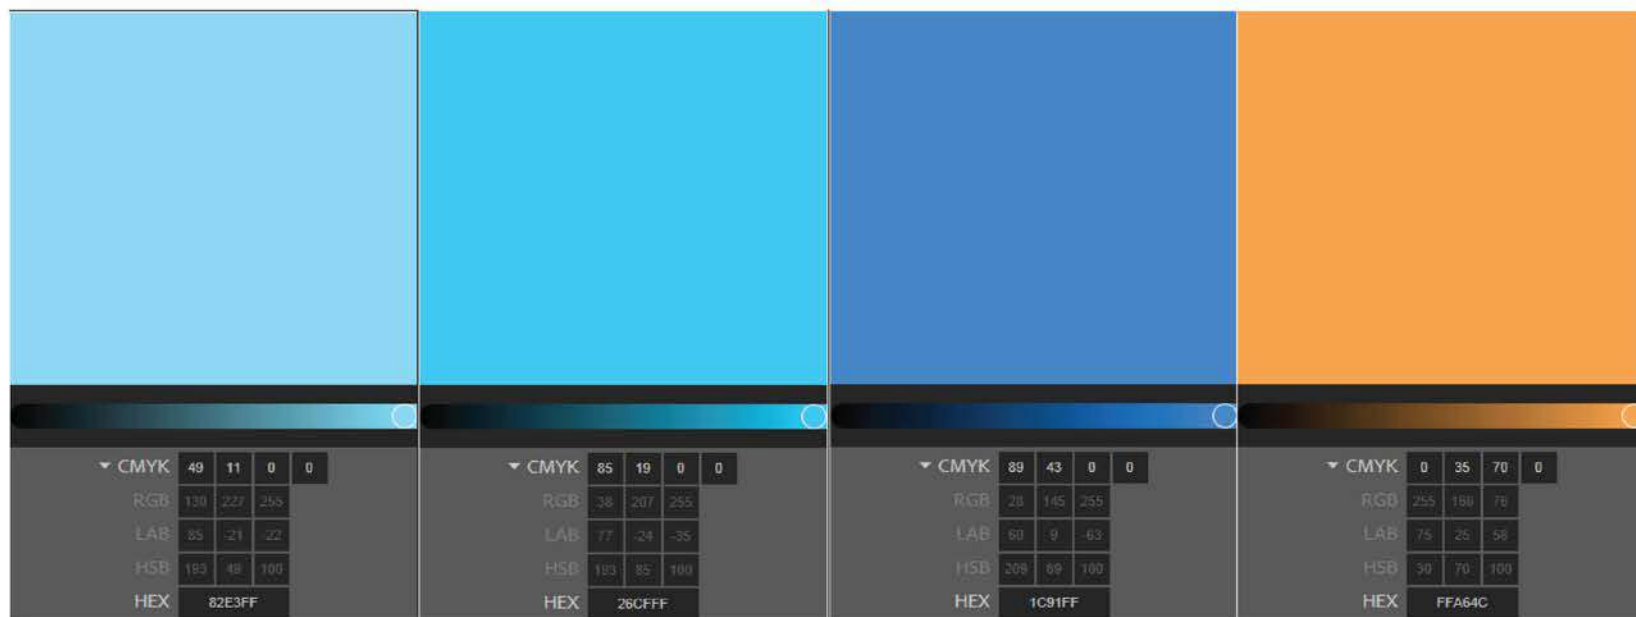 CMYK 49 11 0 0
RGB 130 227 255
LAB 85 -21 -22
HSB 193 49 100
HEX 82E3FF
CMYK 85 19 0 0
RGB 38 207 255
LAB 77 -24 -35
HSB 193 85 100
HEX 26CFFF
CMYK 89 43 0 0
RGB 28 145 255
LAB 60 9 -63
HSB 209 89 100
HEX 1C91FF
CMYK 0 35 70 0
RGB 255 166 76
LAB 75 25 58
HSB 30 70 100
HEX FFA64C